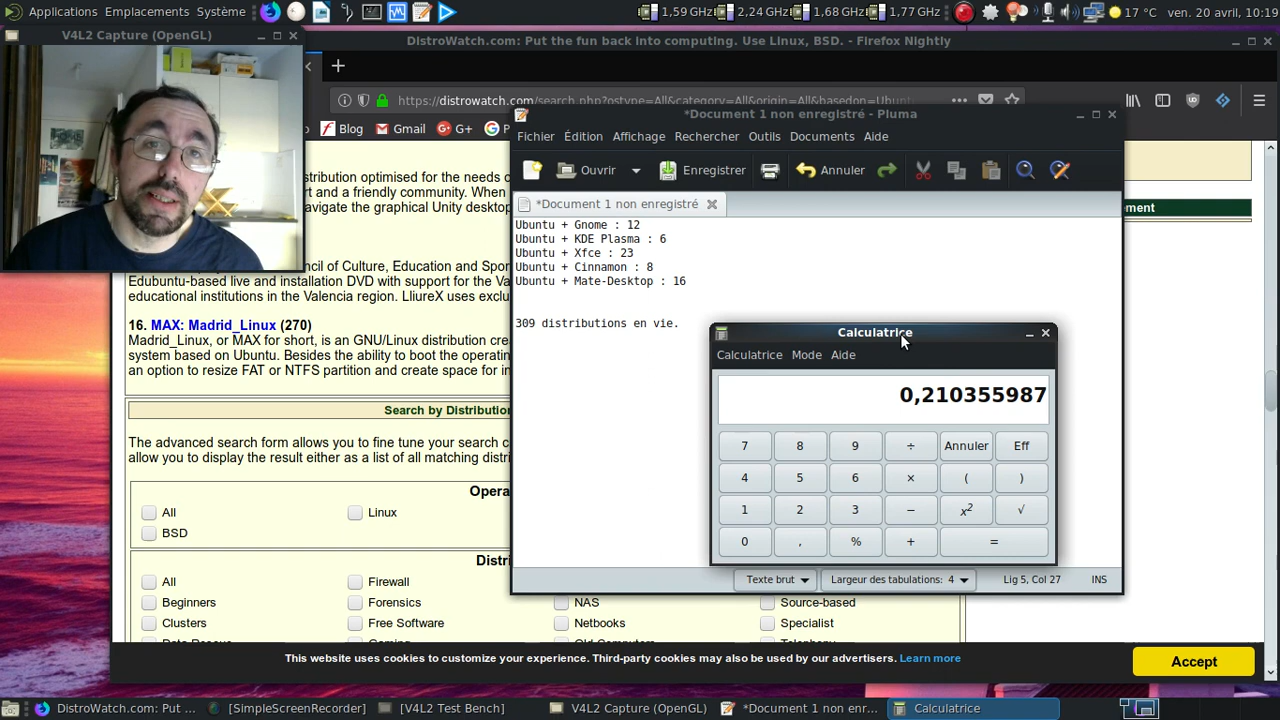 Applications Emplacements Système
1,59 GHz 2,24 GHz 1,68 GHz 1,77 GHz
17 °C ven. 20 avril, 10:19
V4L2 Capture (OpenGL)
DistroWatch.com: Put the fun back into computing. Use Linux, BSD. - Firefox Nightly
https://distrowatch.com/search.php?ostype=All&category=All&origin=All&basedon=Ubuntu
Blog Gmail G+
*Document 1 non enregistré - Pluma
Fichier Édition Affichage Rechercher Outils Documents Aide
Ouvrir Enregistrer Annuler
*Document 1 non enregistré
Ubuntu + Gnome : 12
Ubuntu + KDE Plasma : 6
Ubuntu + Xfce : 23
Ubuntu + Cinnamon : 8
Ubuntu + Mate-Desktop : 16
309 distributions en vie.
Texte brut Largeur des tabulations: 4 Lig 5, Col 27 INS
Calculatrice
Calculatrice Mode Aide
0,210355987
7 8 9 ÷ Annuler Eff
4 5 6 × ( )
1 2 3 − x² √
0 , % + =
stribution optimised for the needs o
rt and a friendly community. When
avigate the graphical Unity desktop
ncil of Culture, Education and Spor
Edubuntu-based live and installation DVD with support for the Va
educational institutions in the Valencia region. LliureX uses exclu
16. MAX: Madrid_Linux (270)
Madrid_Linux, or MAX for short, is an GNU/Linux distribution crea
system based on Ubuntu. Besides the ability to boot the operatin
an option to resize FAT or NTFS partition and create space for in
ement
Search by Distribution
The advanced search form allows you to fine tune your search c
allow you to display the result either as a list of all matching distri
Opera
All Linux
BSD
Distri
All Firewall
Beginners Forensics NAS Source-based
Clusters Free Software Netbooks Specialist
Data Rescue Gaming Old Computers Telephony
This website uses cookies to customize your experience. Third-party cookies may also be used by our advertisers. Learn more
Accept
DistroWatch.com: Put ... [SimpleScreenRecorder] [V4L2 Test Bench] V4L2 Capture (OpenGL) *Document 1 non enr... Calculatrice